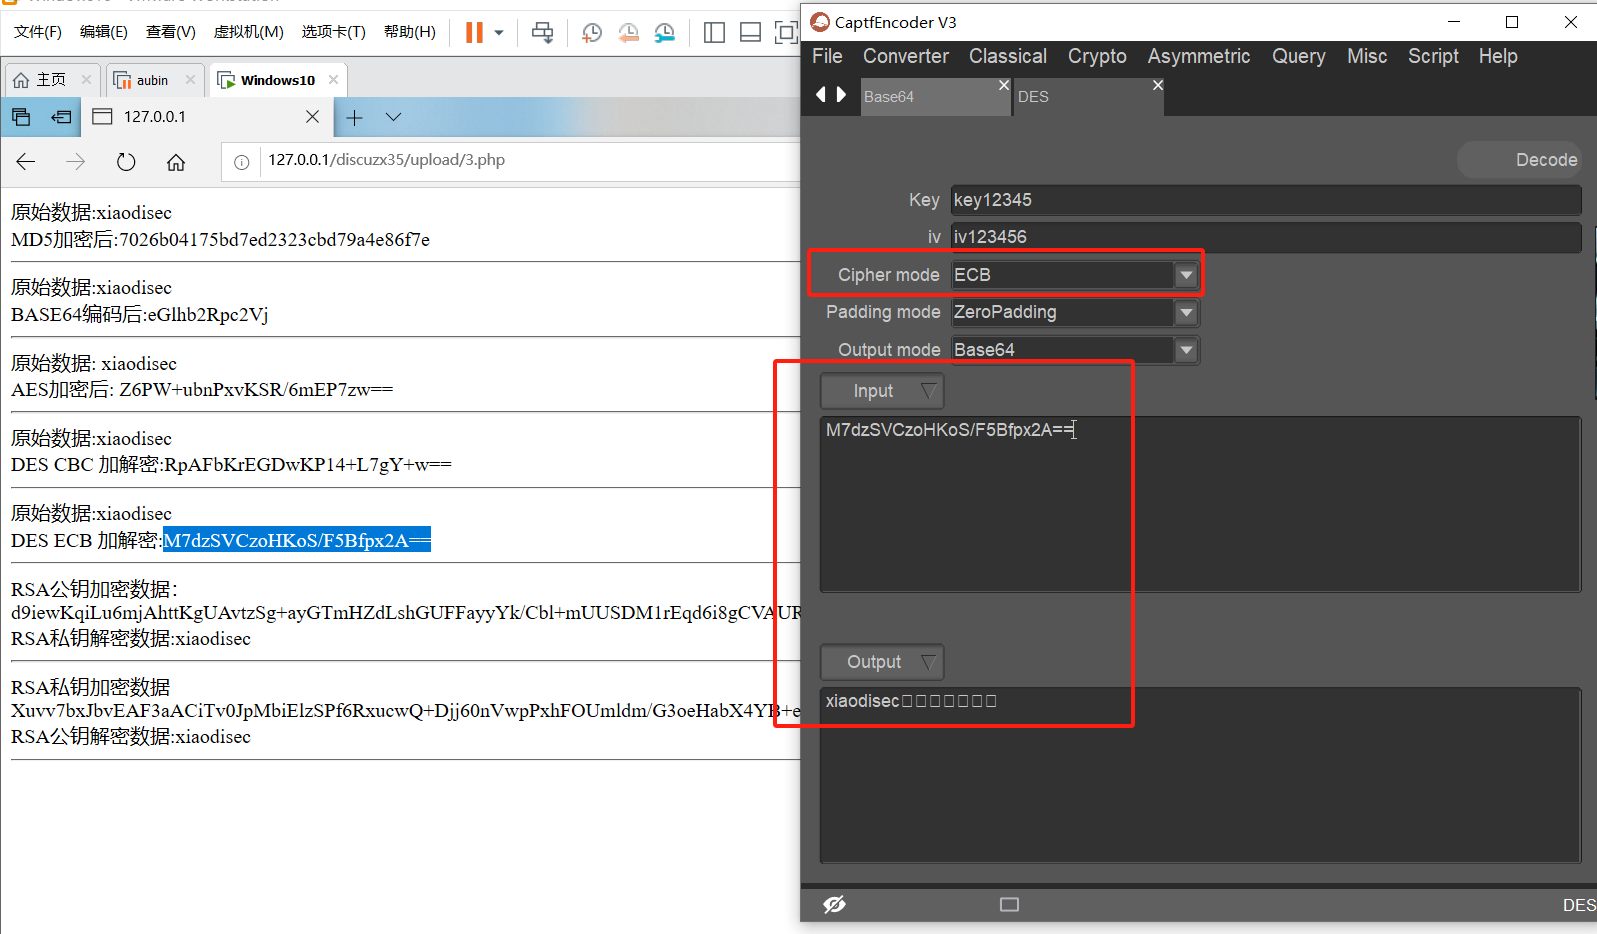 文件(F) 编辑(E) 查看(V) 虚拟机(M) 选项卡(T) 帮助(H)
主页 aubin Windows10
127.0.0.1
127.0.0.1/discuzx35/upload/3.php
原始数据:xiaodisec
MD5加密后:7026b04175bd7ed2323cbd79a4e86f7e
原始数据:xiaodisec
BASE64编码后:eGlhb2Rpc2Vj
原始数据: xiaodisec
AES加密后: Z6PW+ubnPxvKSR/6mEP7zw==
原始数据:xiaodisec
DES CBC 加解密:RpAFbKrEGDwKP14+L7gY+w==
原始数据:xiaodisec
DES ECB 加解密:M7dzSVCzoHKoS/F5Bfpx2A==
RSA公钥加密数据：
d9iewKqiLu6mjAhttKgUAvtzSg+ayGTmHZdLshGUFFayyYk/Cbl+mUUSDM1rEqd6i8gCVAUR
RSA私钥解密数据:xiaodisec
RSA私钥加密数据
Xuvv7bxJbvEAF3aACiTv0JpMbiElzSPf6RxucwQ+Djj60nVwpPxhFOUmldm/G3oeHabX4YB+e
RSA公钥解密数据:xiaodisec
CaptfEncoder V3
File Converter Classical Crypto Asymmetric Query Misc Script Help
Base64 DES
Decode
Key key12345
iv iv123456
Cipher mode ECB
Padding mode ZeroPadding
Output mode Base64
Input
M7dzSVCzoHKoS/F5Bfpx2A==
Output
xiaodisec
DES